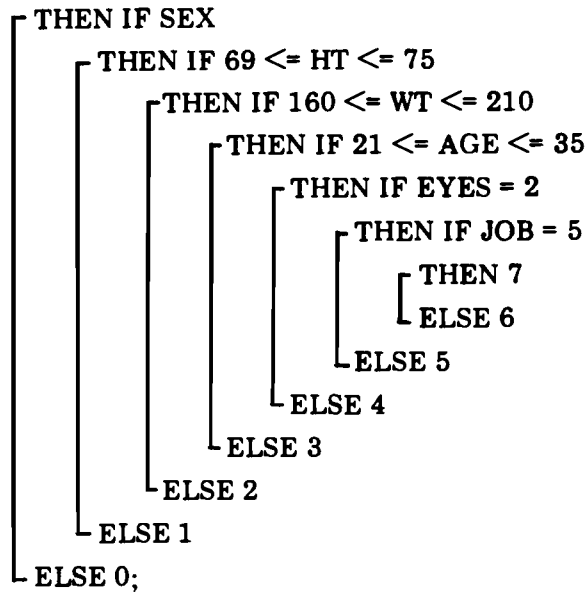 THEN IF SEX
THEN IF 69 <= HT <= 75
THEN IF 160 <= WT <= 210
THEN IF 21 <= AGE <= 35
THEN IF EYES = 2
THEN IF JOB = 5
THEN 7
ELSE 6
ELSE 5
ELSE 4
ELSE 3
ELSE 2
ELSE 1
ELSE 0;